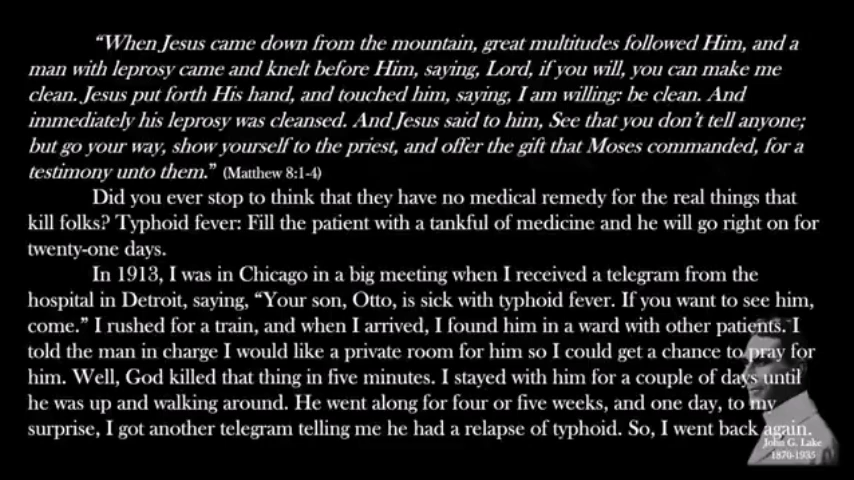 “When Jesus came down from the mountain, great multitudes followed Him, and a
man with leprosy came and knelt before Him, saying, Lord, if you will, you can make me
clean. Jesus put forth His hand, and touched him, saying, I am willing: be clean. And
immediately his leprosy was cleansed. And Jesus said to him, See that you don’t tell anyone;
but go your way, show yourself to the priest, and offer the gift that Moses commanded, for a
testimony unto them.” (Matthew 8:1-4)
Did you ever stop to think that they have no medical remedy for the real things that
kill folks? Typhoid fever: Fill the patient with a tankful of medicine and he will go right on for
twenty-one days.
In 1913, I was in Chicago in a big meeting when I received a telegram from the
hospital in Detroit, saying, “Your son, Otto, is sick with typhoid fever. If you want to see him,
come.” I rushed for a train, and when I arrived, I found him in a ward with other patients. I
told the man in charge I would like a private room for him so I could get a chance to pray for
him. Well, God killed that thing in five minutes. I stayed with him for a couple of days until
he was up and walking around. He went along for four or five weeks, and one day, to my
surprise, I got another telegram telling me he had a relapse of typhoid. So, I went back again.
John G. Lake
1870-1935